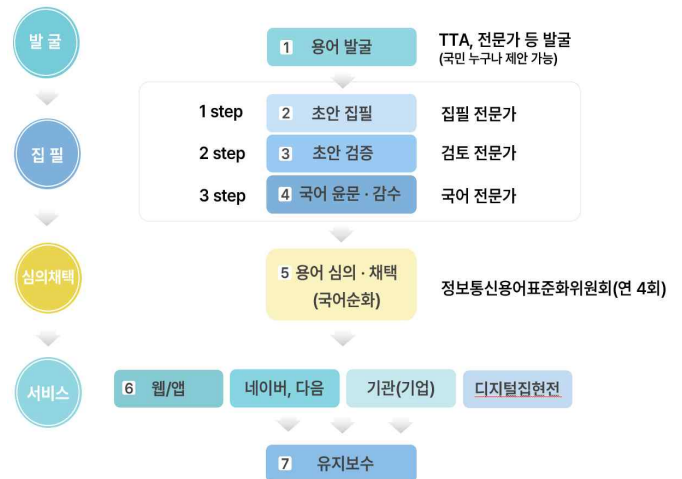 발 굴
1 용어 발굴
TTA, 전문가 등 발굴
(국민 누구나 제안 가능)
집 필
1 step
2 초안 집필
집필 전문가
2 step
3 초안 검증
검토 전문가
3 step
4 국어 윤문 · 감수
국어 전문가
심의채택
5 용어 심의 · 채택
(국어순화)
정보통신용어표준화위원회(연 4회)
서비스
6 웹/앱
네이버, 다음
기관(기업)
디지털집현전
7 유지보수